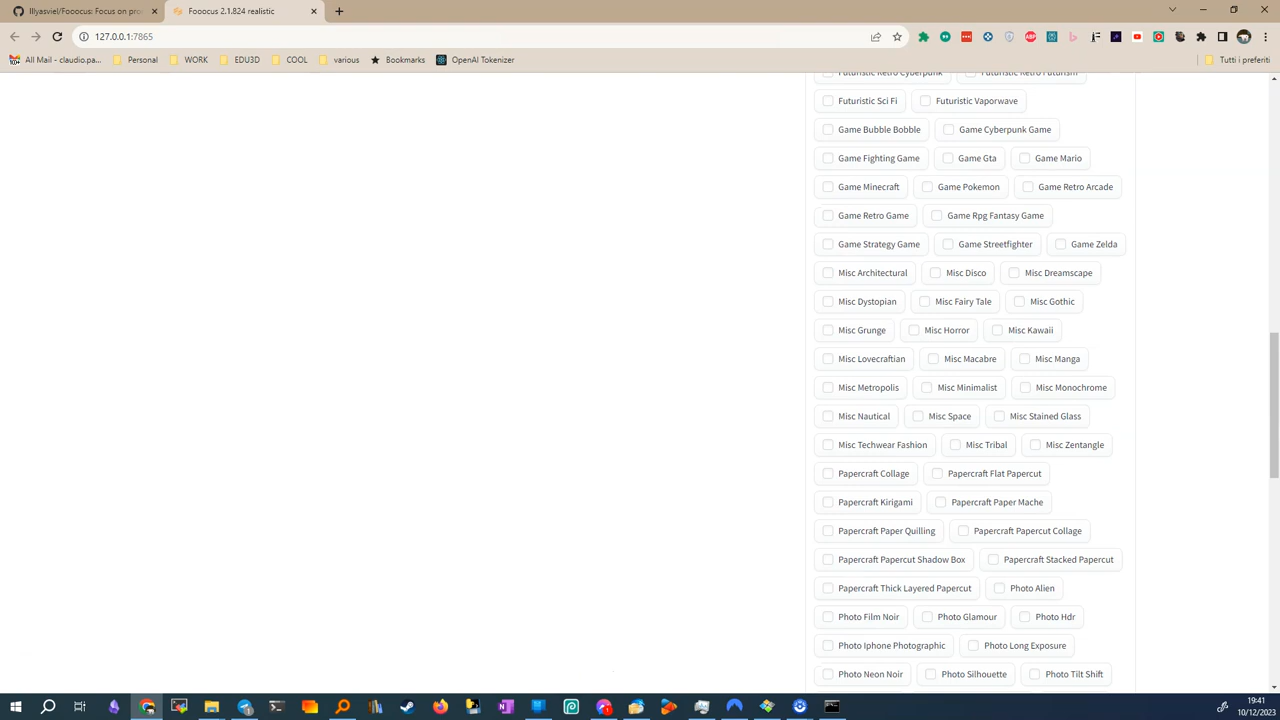 lllyasviel/Fooocus: Focus on pro
Fooocus 2.1.824 realistic
127.0.0.1:7865
All Mail - claudio.pa...
Personal
WORK
EDU3D
COOL
various
Bookmarks
OpenAI Tokenizer
Tutti i preferiti
Futuristic Retro Cyberpunk Futuristic Retro Futurism
Futuristic Sci Fi Futuristic Vaporwave
Game Bubble Bobble Game Cyberpunk Game
Game Fighting Game Game Gta Game Mario
Game Minecraft Game Pokemon Game Retro Arcade
Game Retro Game Game Rpg Fantasy Game
Game Strategy Game Game Streetfighter Game Zelda
Misc Architectural Misc Disco Misc Dreamscape
Misc Dystopian Misc Fairy Tale Misc Gothic
Misc Grunge Misc Horror Misc Kawaii
Misc Lovecraftian Misc Macabre Misc Manga
Misc Metropolis Misc Minimalist Misc Monochrome
Misc Nautical Misc Space Misc Stained Glass
Misc Techwear Fashion Misc Tribal Misc Zentangle
Papercraft Collage Papercraft Flat Papercut
Papercraft Kirigami Papercraft Paper Mache
Papercraft Paper Quilling Papercraft Papercut Collage
Papercraft Papercut Shadow Box Papercraft Stacked Papercut
Papercraft Thick Layered Papercut Photo Alien
Photo Film Noir Photo Glamour Photo Hdr
Photo Iphone Photographic Photo Long Exposure
Photo Neon Noir Photo Silhouette Photo Tilt Shift
19:41
10/12/2023